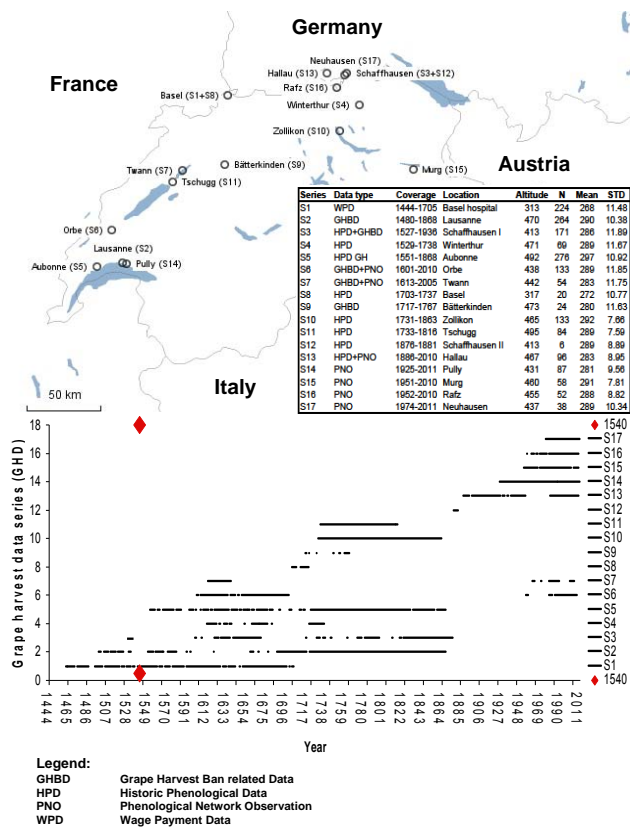 Germany
France
Neuhausen (S17)
Hallau (S13)
Schaffhausen (S3+S12)
Rafz (S16)
Basel (S1+S8)
Winterthur (S4)
Zollikon (S10)
Bätterkinden (S9)
Twann (S7)
Tschugg (S11)
Murg (S15)
Austria
Orbe (S6)
Lausanne (S2)
Aubonne (S5)
Pully (S14)
Italy
50 km
Series Data type Coverage Location Altitude N Mean STD
S1 WPD 1444-1705 Basel hospital 313 224 268 11.48
S2 GHBD 1480-1868 Lausanne 470 264 290 10.38
S3 HPD+GHBD 1527-1936 Schaffhausen I 413 171 286 11.89
S4 HPD 1529-1738 Winterthur 471 69 289 11.67
S5 HPD GH 1551-1868 Aubonne 492 276 297 10.92
S6 GHBD+PNO 1601-2010 Orbe 438 133 289 11.85
S7 GHBD+PNO 1613-2005 Twann 442 54 283 11.75
S8 HPD 1703-1737 Basel 317 20 272 10.77
S9 GHBD 1717-1767 Bätterkinden 473 24 280 11.63
S10 HPD 1731-1863 Zollikon 465 133 292 7.66
S11 HPD 1733-1816 Tschugg 495 84 289 7.59
S12 HPD 1876-1881 Schaffhausen II 413 6 289 8.89
S13 HPD+PNO 1886-2010 Hallau 467 96 283 8.95
S14 PNO 1925-2011 Pully 431 87 281 9.56
S15 PNO 1951-2010 Murg 460 58 291 7.81
S16 PNO 1952-2010 Rafz 455 52 288 8.82
S17 PNO 1974-2011 Neuhausen 437 38 289 10.34
Grape harvest data series (GHD)
18
16
14
12
10
8
6
4
2
0
1540
S17
S16
S15
S14
S13
S12
S11
S10
S9
S8
S7
S6
S5
S4
S3
S2
S1
1540
1444 1465 1486 1507 1528 1549 1570 1591 1612 1633 1654 1675 1696 1717 1738 1759 1780 1801 1822 1843 1864 1885 1906 1927 1948 1969 1990 2011
Year
Legend:
GHBD Grape Harvest Ban related Data
HPD Historic Phenological Data
PNO Phenological Network Observation
WPD Wage Payment Data